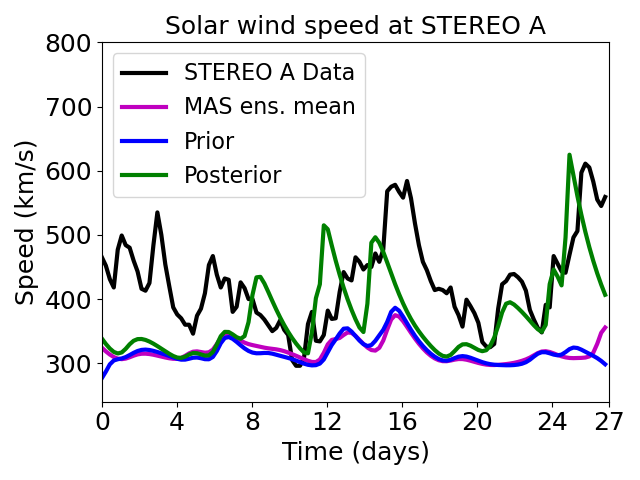 Solar wind speed at STEREO A
800
700
600
500
400
300
Speed (km/s)
STEREO A Data
MAS ens. mean
Prior
Posterior
0 4 8 12 16 20 24 27
Time (days)